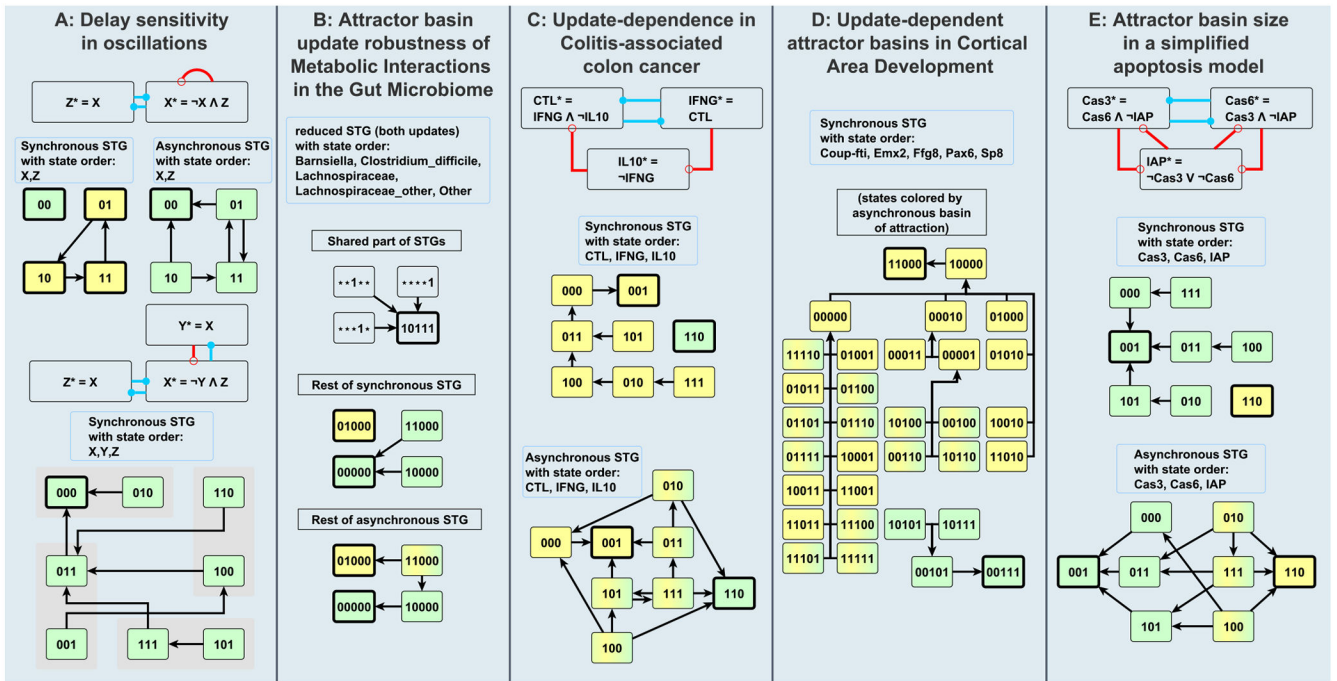 A: Delay sensitivity
in oscillations
Z* = X
X* = ¬X Λ Z
Synchronous STG
with state order:
X,Z
Asynchronous STG
with state order:
X,Z
00
01
10
11
00
01
10
11
Y* = X
Z* = X
X* = ¬Y Λ Z
Synchronous STG
with state order:
X,Y,Z
000
010
110
011
100
001
111
101
B: Attractor basin
update robustness of
Metabolic Interactions
in the Gut Microbiome
reduced STG (both updates)
with state order:
Barnsiella, Clostridium_difficile,
Lachnospiraceae,
Lachnospiraceae_other, Other
Shared part of STGs
**1**
****1
***1*
10111
Rest of synchronous STG
01000
11000
00000
10000
Rest of asynchronous STG
01000
11000
00000
10000
C: Update-dependence in
Colitis-associated
colon cancer
CTL* =
IFNG Λ ¬IL10
IFNG* =
CTL
IL10* =
¬IFNG
Synchronous STG
with state order:
CTL, IFNG, IL10
000
001
011
101
110
100
010
111
Asynchronous STG
with state order:
CTL, IFNG, IL10
010
000
001
011
101
111
110
100
D: Update-dependent
attractor basins in Cortical
Area Development
Synchronous STG
with state order:
Coup-fti, Emx2, Ffg8, Pax6, Sp8
(states colored by
asynchronous basin
of attraction)
11000
10000
00000
00010
01000
11110
01001
00011
00001
01010
01011
01100
01101
01110
10100
00100
10010
01111
10001
00110
10110
11010
10011
11001
11011
11100
10101
10111
11101
11111
00101
00111
E: Attractor basin size
in a simplified
apoptosis model
Cas3* =
Cas6 Λ ¬IAP
Cas6* =
Cas3 Λ ¬IAP
IAP* =
¬Cas3 V ¬Cas6
Synchronous STG
with state order:
Cas3, Cas6, IAP
000
111
001
011
100
101
010
110
Asynchronous STG
with state order:
Cas3, Cas6, IAP
000
010
001
011
111
110
101
100